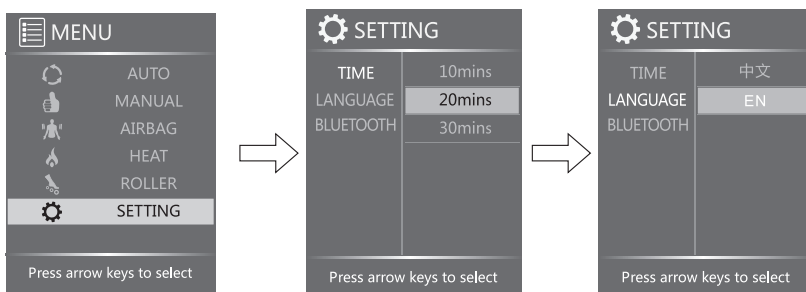 MENU
AUTO
MANUAL
AIRBAG
HEAT
ROLLER
SETTING
Press arrow keys to select
SETTING
TIME 10mins
LANGUAGE 20mins
BLUETOOTH 30mins
Press arrow keys to select
SETTING
TIME 中文
LANGUAGE EN
BLUETOOTH
Press arrow keys to select